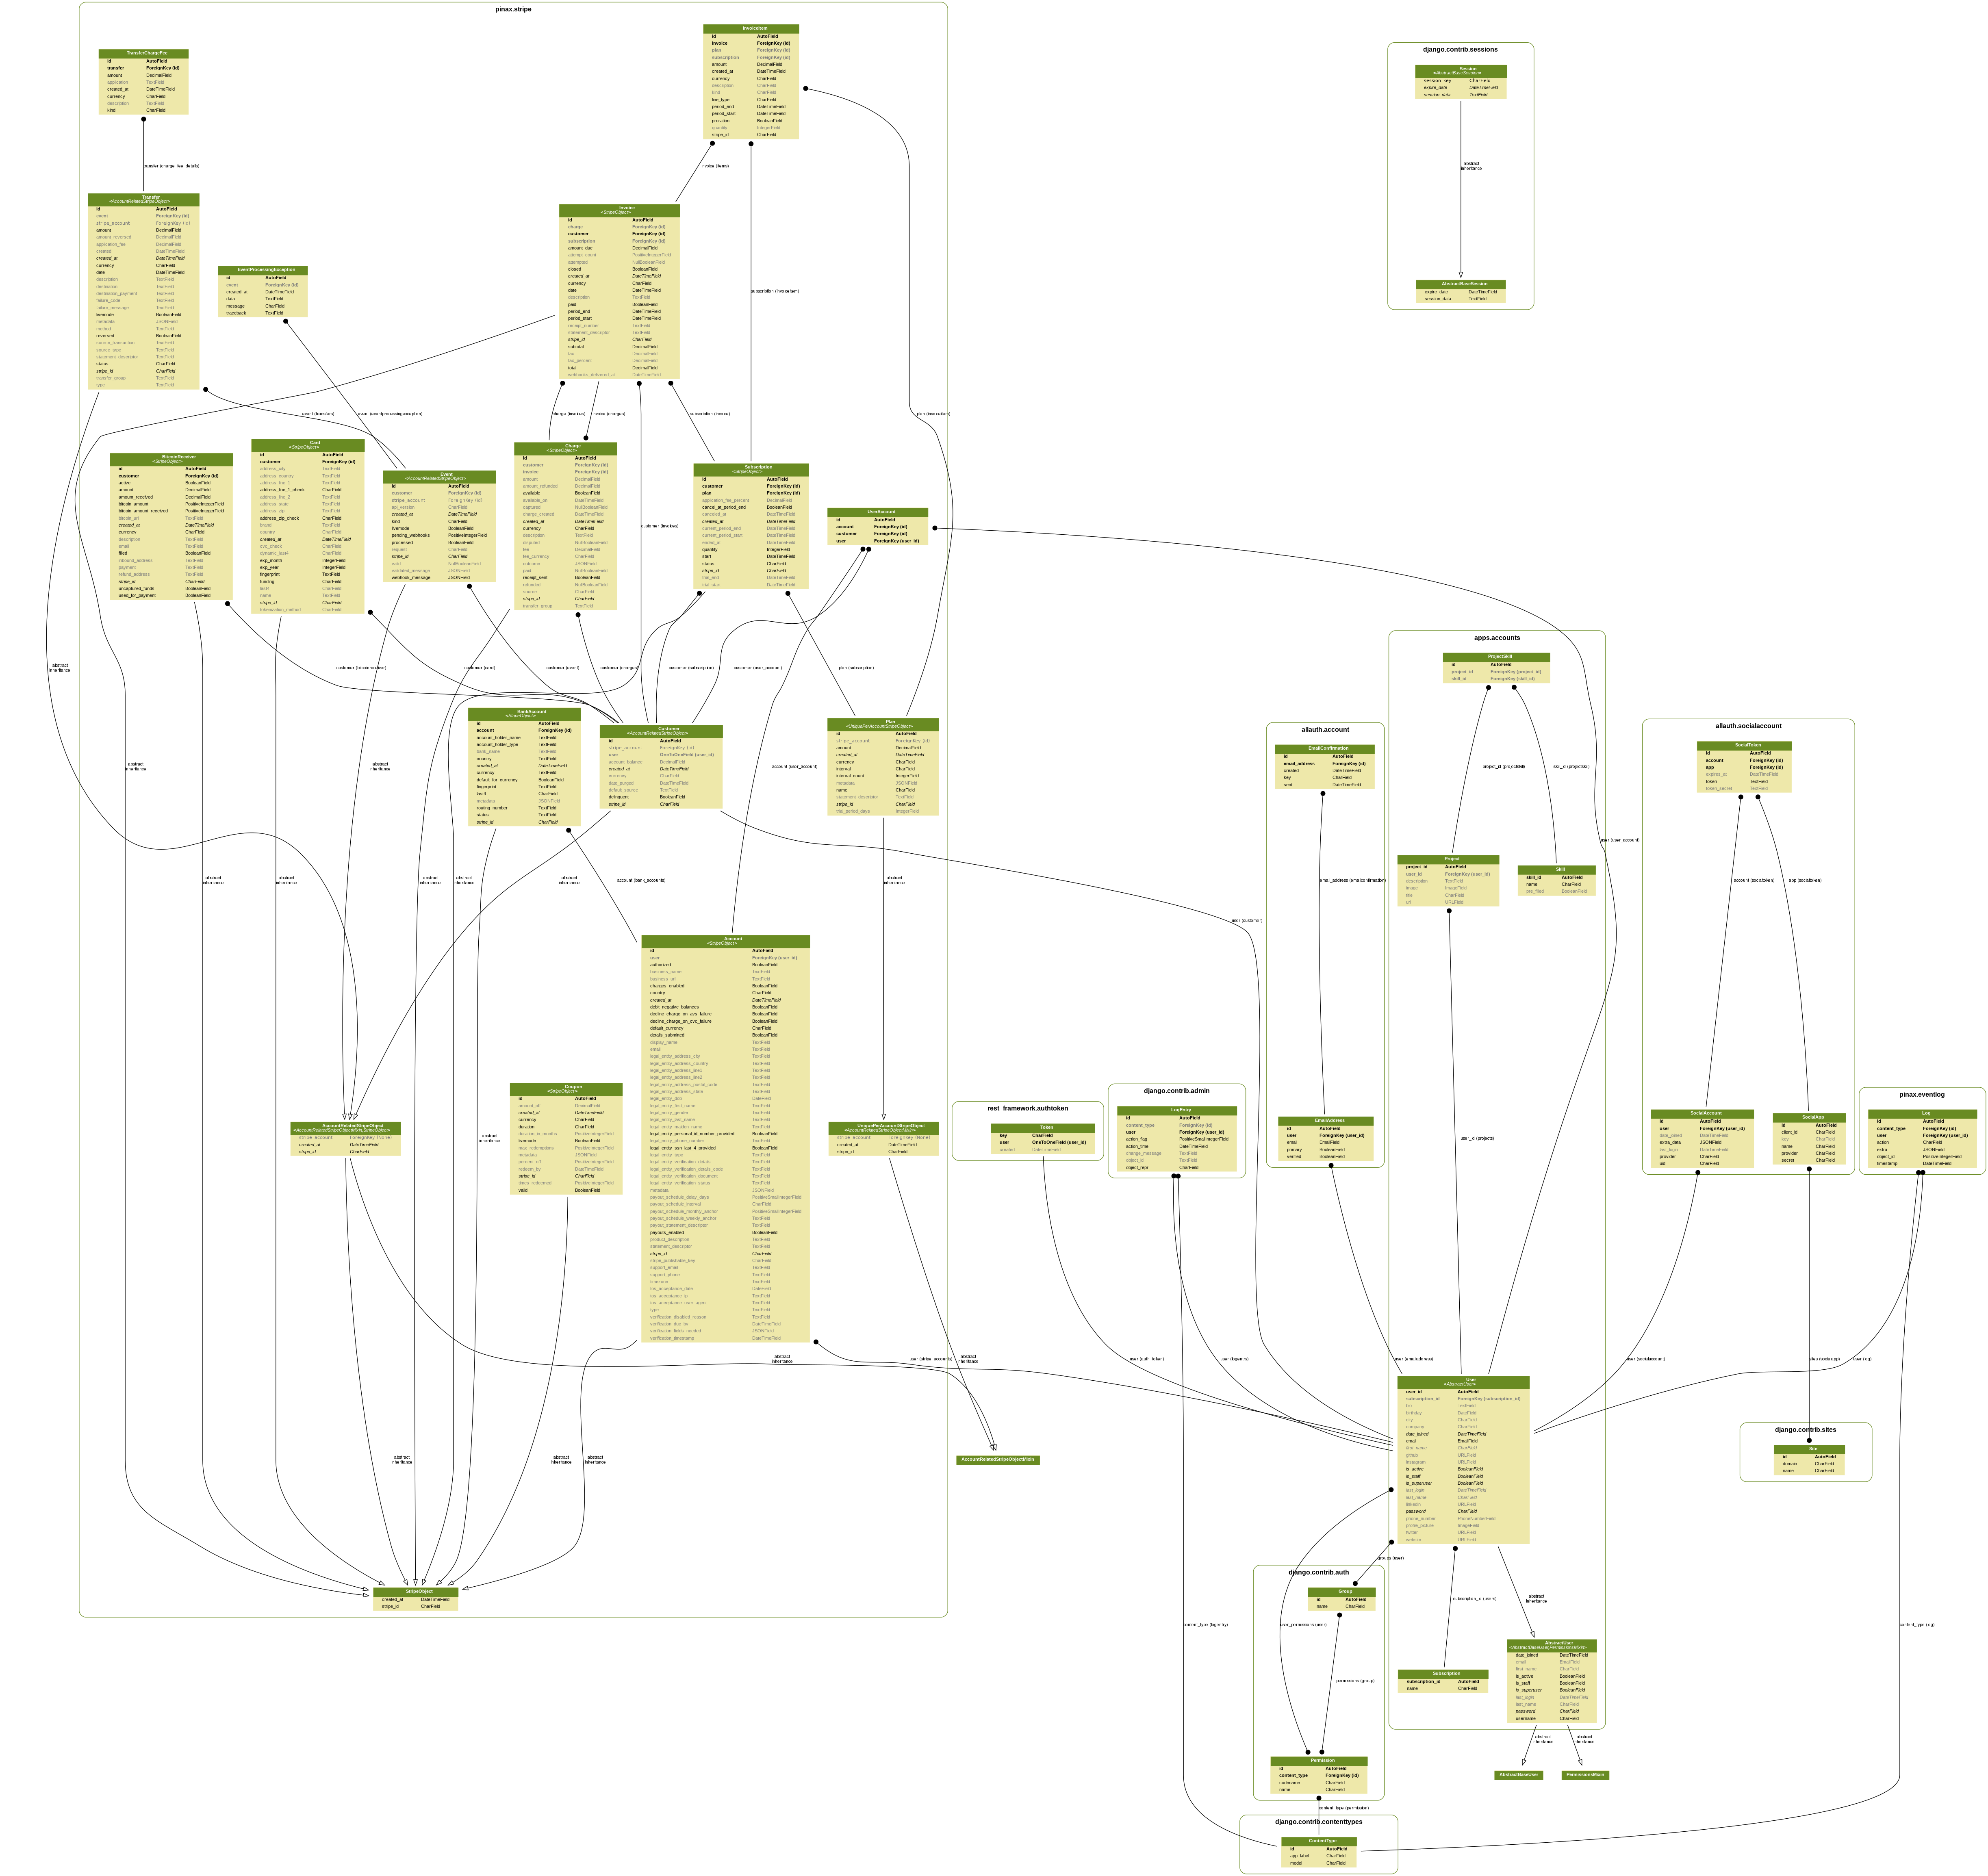 pinax.stripe
InvoiceItem
id AutoField
invoice ForeignKey (id)
plan ForeignKey (id)
subscription ForeignKey (id)
amount DecimalField
created_at DateTimeField
currency CharField
description CharField
kind CharField
line_type CharField
period_end DateTimeField
period_start DateTimeField
proration BooleanField
quantity IntegerField
stripe_id CharField
TransferChargeFee
id AutoField
transfer ForeignKey (id)
amount DecimalField
application TextField
created_at DateTimeField
currency CharField
description TextField
kind CharField
transfer (charge_fee_details)
invoice (items)
subscription (invoiceitem)
plan (invoiceitem)
Transfer
<AccountRelatedStripeObject>
id AutoField
event ForeignKey (id)
stripe_account ForeignKey (id)
amount DecimalField
amount_reversed DecimalField
application_fee DecimalField
created DateTimeField
created_at DateTimeField
currency CharField
date DateTimeField
description TextField
destination TextField
destination_payment TextField
failure_code TextField
failure_message TextField
livemode BooleanField
metadata JSONField
method TextField
reversed BooleanField
source_transaction TextField
source_type TextField
statement_descriptor TextField
status CharField
stripe_id CharField
transfer_group TextField
type TextField
EventProcessingException
id AutoField
event ForeignKey (id)
created_at DateTimeField
data TextField
message CharField
traceback TextField
Invoice
<StripeObject>
id AutoField
charge ForeignKey (id)
customer ForeignKey (id)
subscription ForeignKey (id)
amount_due DecimalField
attempt_count PositiveIntegerField
attempted NullBooleanField
closed BooleanField
created_at DateTimeField
currency CharField
date DateTimeField
description TextField
paid BooleanField
period_end DateTimeField
period_start DateTimeField
receipt_number TextField
statement_descriptor TextField
stripe_id CharField
subtotal DecimalField
tax DecimalField
tax_percent DecimalField
total DecimalField
webhooks_delivered_at DateTimeField
event (transfers)
event (eventprocessingexception)
charge (invoices)
invoice (charges)
customer (invoices)
subscription (invoice)
BitcoinReceiver
<StripeObject>
id AutoField
customer ForeignKey (id)
active BooleanField
amount DecimalField
amount_received DecimalField
bitcoin_amount PositiveIntegerField
bitcoin_amount_received PositiveIntegerField
bitcoin_uri TextField
created_at DateTimeField
currency CharField
description TextField
email TextField
filled BooleanField
inbound_address TextField
payment TextField
refund_address TextField
stripe_id CharField
uncaptured_funds BooleanField
used_for_payment BooleanField
Card
<StripeObject>
id AutoField
customer ForeignKey (id)
address_city TextField
address_country TextField
address_line_1 TextField
address_line_1_check CharField
address_line_2 TextField
address_state TextField
address_zip TextField
address_zip_check CharField
brand TextField
country CharField
created_at DateTimeField
cvc_check CharField
dynamic_last4 CharField
exp_month IntegerField
exp_year IntegerField
fingerprint TextField
funding CharField
last4 CharField
name TextField
stripe_id CharField
tokenization_method CharField
Event
<AccountRelatedStripeObject>
id AutoField
customer ForeignKey (id)
stripe_account ForeignKey (id)
api_version CharField
created_at DateTimeField
kind CharField
livemode BooleanField
pending_webhooks PositiveIntegerField
processed BooleanField
request CharField
stripe_id CharField
valid NullBooleanField
validated_message JSONField
webhook_message JSONField
Charge
<StripeObject>
id AutoField
customer ForeignKey (id)
invoice ForeignKey (id)
amount DecimalField
amount_refunded DecimalField
available BooleanField
available_on DateTimeField
captured NullBooleanField
charge_created DateTimeField
created_at DateTimeField
currency CharField
description TextField
disputed NullBooleanField
fee DecimalField
fee_currency CharField
outcome JSONField
paid NullBooleanField
receipt_sent BooleanField
refunded NullBooleanField
source CharField
stripe_id CharField
transfer_group TextField
Subscription
<StripeObject>
id AutoField
customer ForeignKey (id)
plan ForeignKey (id)
application_fee_percent DecimalField
cancel_at_period_end BooleanField
canceled_at DateTimeField
created_at DateTimeField
current_period_end DateTimeField
current_period_start DateTimeField
ended_at DateTimeField
quantity IntegerField
start DateTimeField
status CharField
stripe_id CharField
trial_end DateTimeField
trial_start DateTimeField
UserAccount
id AutoField
account ForeignKey (id)
customer ForeignKey (id)
user ForeignKey (user_id)
abstract
inheritance
customer (bitcoinreceiver)
customer (card)
customer (event)
customer (charges)
customer (subscription)
customer (user_account)
plan (subscription)
abstract
inheritance
abstract
inheritance
account (user_account)
BankAccount
<StripeObject>
id AutoField
account ForeignKey (id)
account_holder_name TextField
account_holder_type TextField
bank_name TextField
country TextField
created_at DateTimeField
currency TextField
default_for_currency BooleanField
fingerprint TextField
last4 CharField
metadata JSONField
routing_number TextField
status TextField
stripe_id CharField
Customer
<AccountRelatedStripeObject>
id AutoField
stripe_account ForeignKey (id)
user OneToOneField (user_id)
account_balance DecimalField
created_at DateTimeField
currency CharField
date_purged DateTimeField
default_source TextField
delinquent BooleanField
stripe_id CharField
Plan
<UniquePerAccountStripeObject>
id AutoField
stripe_account ForeignKey (id)
amount DecimalField
created_at DateTimeField
currency CharField
interval CharField
interval_count IntegerField
metadata JSONField
name CharField
statement_descriptor TextField
stripe_id CharField
trial_period_days IntegerField
abstract
inheritance
abstract
inheritance
abstract
inheritance
abstract
inheritance
abstract
inheritance
account (bank_accounts)
abstract
inheritance
user (customer)
Account
<StripeObject>
id AutoField
user ForeignKey (user_id)
authorized BooleanField
business_name TextField
business_url TextField
charges_enabled BooleanField
country CharField
created_at DateTimeField
debit_negative_balances BooleanField
decline_charge_on_avs_failure BooleanField
decline_charge_on_cvc_failure BooleanField
default_currency CharField
details_submitted BooleanField
display_name TextField
email TextField
legal_entity_address_city TextField
legal_entity_address_country TextField
legal_entity_address_line1 TextField
legal_entity_address_line2 TextField
legal_entity_address_postal_code TextField
legal_entity_address_state TextField
legal_entity_dob DateField
legal_entity_first_name TextField
legal_entity_gender TextField
legal_entity_last_name TextField
legal_entity_maiden_name TextField
legal_entity_personal_id_number_provided BooleanField
legal_entity_phone_number TextField
legal_entity_ssn_last_4_provided BooleanField
legal_entity_type TextField
legal_entity_verification_details TextField
legal_entity_verification_details_code TextField
legal_entity_verification_document TextField
legal_entity_verification_status TextField
metadata JSONField
payout_schedule_delay_days PositiveSmallIntegerField
payout_schedule_interval CharField
payout_schedule_monthly_anchor PositiveSmallIntegerField
payout_schedule_weekly_anchor TextField
payout_statement_descriptor TextField
payouts_enabled BooleanField
product_description TextField
statement_descriptor TextField
stripe_id CharField
stripe_publishable_key CharField
support_email TextField
support_phone TextField
timezone TextField
tos_acceptance_date DateField
tos_acceptance_ip TextField
tos_acceptance_user_agent TextField
type TextField
verification_disabled_reason TextField
verification_due_by DateTimeField
verification_fields_needed JSONField
verification_timestamp DateTimeField
Coupon
<StripeObject>
id AutoField
amount_off DecimalField
created_at DateTimeField
currency CharField
duration CharField
duration_in_months PositiveIntegerField
livemode BooleanField
max_redemptions PositiveIntegerField
metadata JSONField
percent_off PositiveIntegerField
redeem_by DateTimeField
stripe_id CharField
times_redeemed PositiveIntegerField
valid BooleanField
AccountRelatedStripeObject
<AccountRelatedStripeObjectMixin,StripeObject>
stripe_account ForeignKey (None)
created_at DateTimeField
stripe_id CharField
UniquePerAccountStripeObject
<AccountRelatedStripeObjectMixin>
stripe_account ForeignKey (None)
created_at DateTimeField
stripe_id CharField
abstract
inheritance
abstract
inheritance
user (stripe_accounts)
abstract
inheritance
abstract
inheritance
abstract
inheritance
abstract
inheritance
AccountRelatedStripeObjectMixin
StripeObject
created_at DateTimeField
stripe_id CharField
django.contrib.sessions
Session
<AbstractBaseSession>
session_key CharField
expire_date DateTimeField
session_data TextField
abstract
inheritance
AbstractBaseSession
expire_date DateTimeField
session_data TextField
apps.accounts
ProjectSkill
id AutoField
project_id ForeignKey (project_id)
skill_id ForeignKey (skill_id)
project_id (projectskill)
skill_id (projectskill)
user (user_account)
Project
project_id AutoField
user_id ForeignKey (user_id)
description TextField
image ImageField
title CharField
url URLField
Skill
skill_id AutoField
name CharField
pre_filled BooleanField
user_id (projects)
allauth.account
EmailConfirmation
id AutoField
email_address ForeignKey (id)
created DateTimeField
key CharField
sent DateTimeField
email_address (emailconfirmation)
EmailAddress
id AutoField
user ForeignKey (user_id)
email EmailField
primary BooleanField
verified BooleanField
allauth.socialaccount
SocialToken
id AutoField
account ForeignKey (id)
app ForeignKey (id)
expires_at DateTimeField
token TextField
token_secret TextField
account (socialtoken)
app (socialtoken)
SocialAccount
id AutoField
user ForeignKey (user_id)
date_joined DateTimeField
extra_data JSONField
last_login DateTimeField
provider CharField
uid CharField
SocialApp
id AutoField
client_id CharField
key CharField
name CharField
provider CharField
secret CharField
pinax.eventlog
Log
id AutoField
content_type ForeignKey (id)
user ForeignKey (user_id)
action CharField
extra JSONField
object_id PositiveIntegerField
timestamp DateTimeField
rest_framework.authtoken
Token
key CharField
user OneToOneField (user_id)
created DateTimeField
django.contrib.admin
LogEntry
id AutoField
content_type ForeignKey (id)
user ForeignKey (user_id)
action_flag PositiveSmallIntegerField
action_time DateTimeField
change_message TextField
object_id TextField
object_repr CharField
user (auth_token)
user (logentry)
user (emailaddress)
user (socialaccount)
sites (socialapp)
user (log)
User
<AbstractUser>
user_id AutoField
subscription_id ForeignKey (subscription_id)
bio TextField
birthday DateField
city CharField
company CharField
date_joined DateTimeField
email EmailField
first_name CharField
github URLField
instagram URLField
is_active BooleanField
is_staff BooleanField
is_superuser BooleanField
last_login DateTimeField
last_name CharField
linkedin URLField
password CharField
phone_number PhoneNumberField
profile_picture ImageField
twitter URLField
website URLField
django.contrib.sites
Site
id AutoField
domain CharField
name CharField
groups (user)
django.contrib.auth
Group
id AutoField
name CharField
subscription_id (users)
abstract
inheritance
content_type (logentry)
user_permissions (user)
content_type (log)
permissions (group)
Subscription
subscription_id AutoField
name CharField
AbstractUser
<AbstractBaseUser,PermissionsMixin>
date_joined DateTimeField
email EmailField
first_name CharField
is_active BooleanField
is_staff BooleanField
is_superuser BooleanField
last_login DateTimeField
last_name CharField
password CharField
username CharField
abstract
inheritance
abstract
inheritance
AbstractBaseUser
PermissionsMixin
Permission
id AutoField
content_type ForeignKey (id)
codename CharField
name CharField
content_type (permission)
django.contrib.contenttypes
ContentType
id AutoField
app_label CharField
model CharField